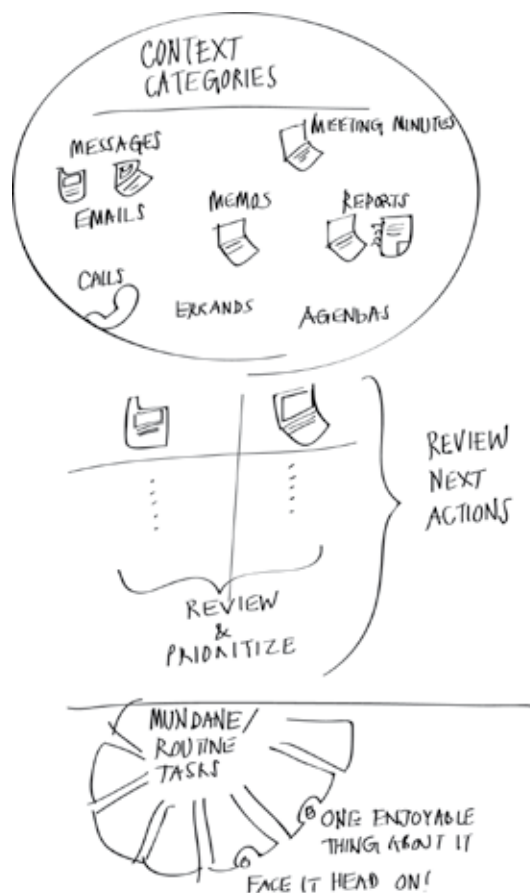 CONTEXT
CATEGORIES
MESSAGES
MEETING MINUTES
EMAILS
MEMOS
REPORTS
CALLS
ERRANDS
AGENDAS
REVIEW
NEXT
ACTIONS
REVIEW
&
PRIORITIZE
MUNDANE/
ROUTINE
TASKS
ONE ENJOYABLE
THING ABOUT IT
FACE IT HEAD ON!